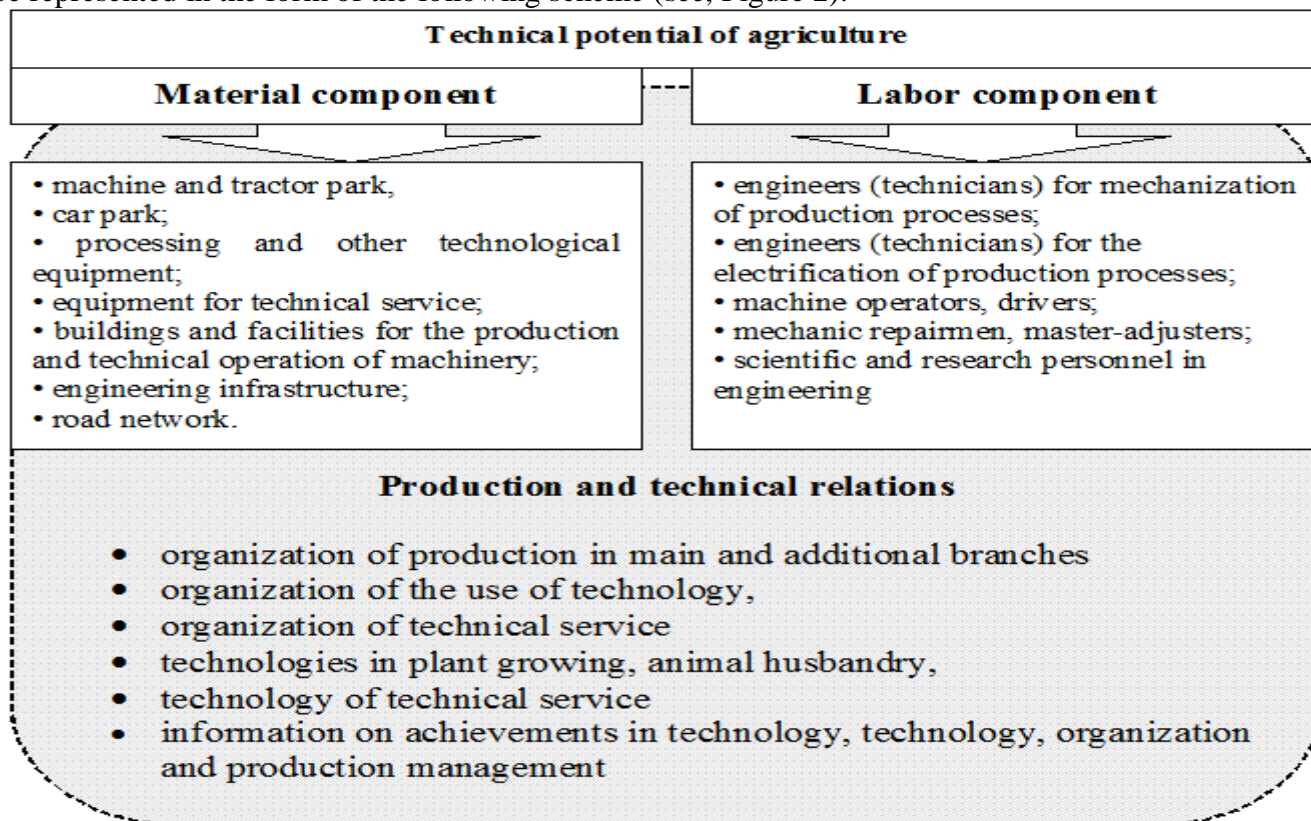 be represented in the form of the following scheme (see, Figure 2).
Technical potential of agriculture
Material component
Labor component
• machine and tractor park,
• car park;
• processing and other technological
equipment;
• equipment for technical service;
• buildings and facilities for the production
and technical operation of machinery;
• engineering infrastructure;
• road network.
• engineers (technicians) for mechanization
of production processes;
• engineers (technicians) for the
electrification of production processes;
• machine operators, drivers;
• mechanic repairmen, master-adjusters;
• scientific and research personnel in
engineering
Production and technical relations
• organization of production in main and additional branches
• organization of the use of technology,
• organization of technical service
• technologies in plant growing, animal husbandry,
• technology of technical service
• information on achievements in technology, technology, organization
and production management